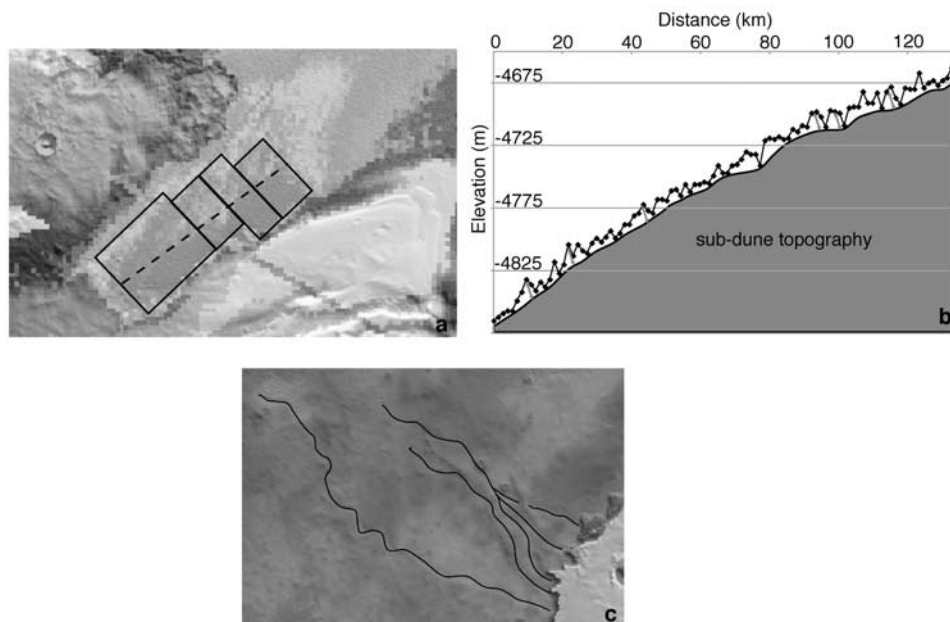 a
Distance (km)
0 20 40 60 80 100 120
Elevation (m)
-4675
-4725
-4775
-4825
sub-dune topography
b
c